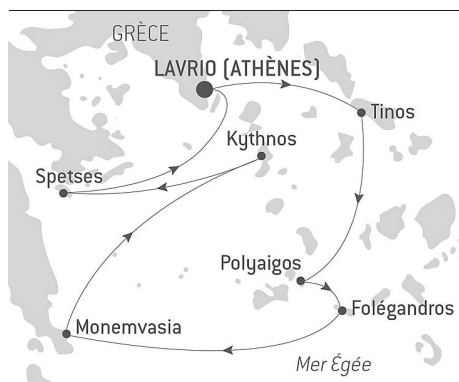 GRÈCE
LAVRIO (ATHÈNES)
Tinos
Kythnos
Spetses
Polyaigos
Folégandros
Monemvasia
Mer Égée